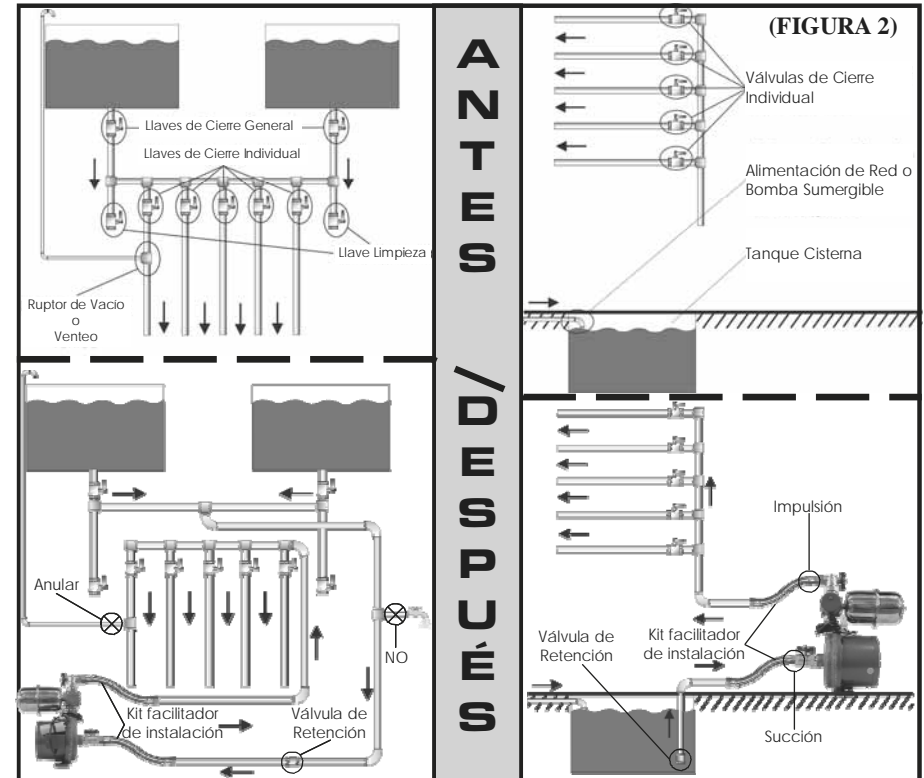 Llaves de Cierre General
Llaves de Cierre Individual
Llave Limpieza
Ruptor de Vacio
o
Venteo
ANTES
/DESPUÉS
(FIGURA 2)
Válvulas de Cierre
Individual
Alimentación de Red o
Bomba Sumergible
Tanque Cisterna
Anular
NO
Kit facilitador
de instalación
Válvula de
Retención
Impulsión
Válvula de
Retención
Kit facilitador
de instalación
Succión